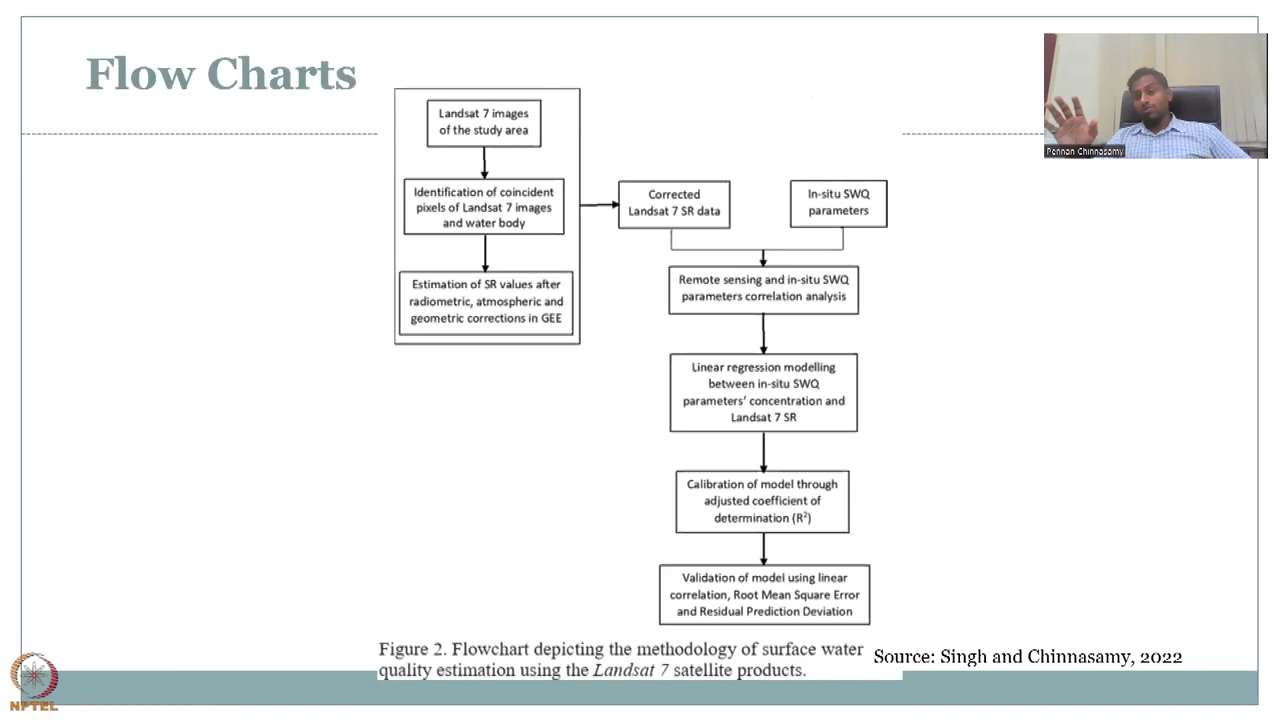 Flow Charts
Landsat 7 images
of the study area
Identification of coincident
pixels of Landsat 7 images
and water body
Estimation of SR values after
radiometric, atmospheric and
geometric corrections in GEE
Corrected
Landsat 7 SR data
In-situ SWQ
parameters
Remote sensing and in-situ SWQ
parameters correlation analysis
Linear regression modelling
between in-situ SWQ
parameters' concentration and
Landsat 7 SR
Calibration of model through
adjusted coefficient of
determination (R²)
Validation of model using linear
correlation, Root Mean Square Error
and Residual Prediction Deviation
Figure 2. Flowchart depicting the methodology of surface water
quality estimation using the Landsat 7 satellite products.
Source: Singh and Chinnasamy, 2022
Pennan Chinnasamy
NPTEL